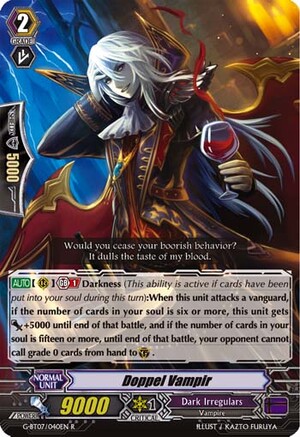 2
GRADE
5000
Would you cease your boorish behavior?
It dulls the taste of my blood.
AUTO 1 GB 1 Darkness (This ability is active if cards have been
put into your soul during this turn):When this unit attacks a vanguard,
if the number of cards in your soul is six or more, this unit gets
+5000 until end of that battle, and if the number of cards in your
soul is fifteen or more, until end of that battle, your opponent cannot
call grade 0 cards from hand to
NORMAL
UNIT
Doppel Vampir
POWER
9000
1
CRITICAL
Dark Irregulars
Vampire
G-BT07/040EN R
ILLUST / KAZTO FURUYA